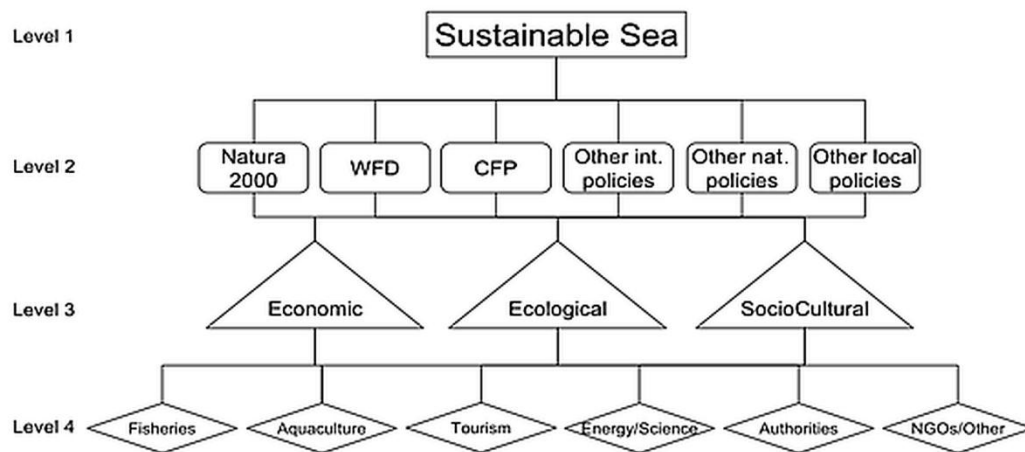 Level 1
Sustainable Sea
Level 2
Natura
2000
WFD
CFP
Other int.
policies
Other nat.
policies
Other local
policies
Level 3
Economic
Ecological
SocioCultural
Level 4
Fisheries
Aquaculture
Tourism
Energy/Science
Authorities
NGOs/Other